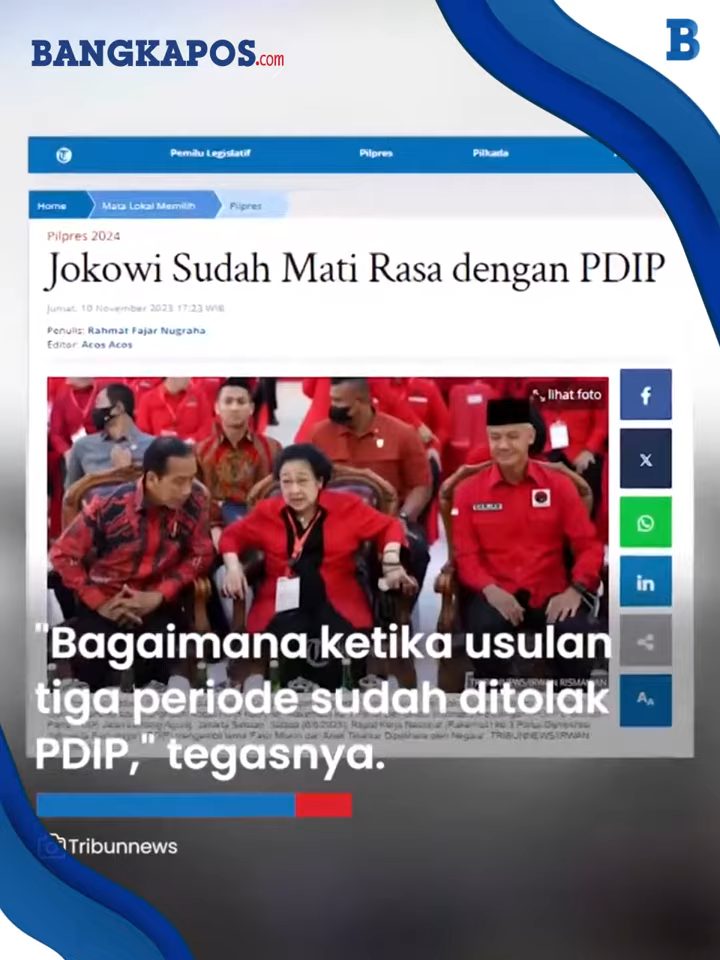 BANGKAPOS.com
B
Pemilu Legislatif Pilpres Pilkada
Home Mata Lokal Memilih Pilpres
Pilpres 2024
Jokowi Sudah Mati Rasa dengan PDIP
Jumat, 10 November 2023 17:23 WIB
Penulis: Rahmat Fajar Nugraha
Editor: Acos Acos
lihat foto
"Bagaimana ketika usulan
tiga periode sudah ditolak
PDIP," tegasnya.
Tribunnews